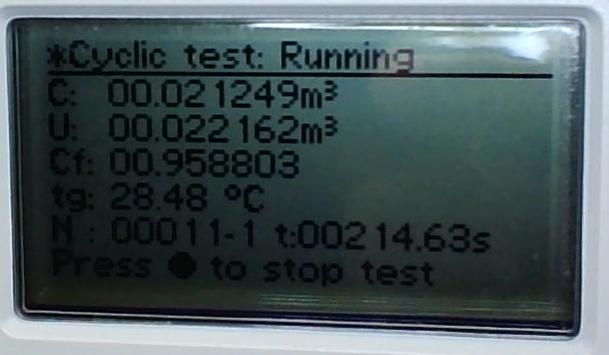 *Cyclic test: Running
C: 00.021249m³
U: 00.022162m³
Cf: 00.958803
tg: 28.48 °C
N : 00011-1 t:00214.63s
Press ● to stop test